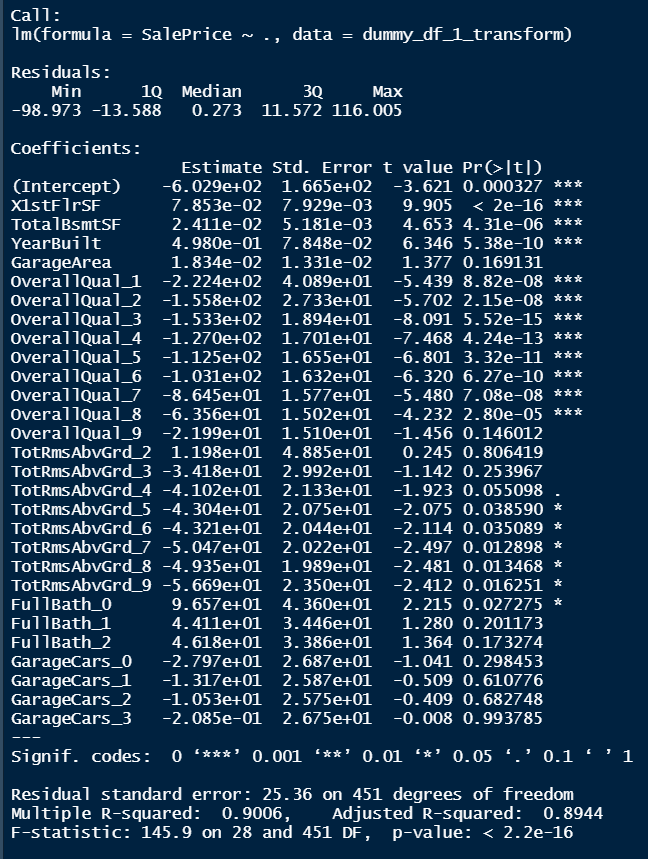 Call:
lm(formula = SalePrice ~ ., data = dummy_df_1_transform)
Residuals:
    Min      1Q  Median      3Q     Max
-98.973 -13.588   0.273  11.572 116.005
Coefficients:
                Estimate Std. Error t value Pr(>|t|)
(Intercept)   -6.029e+02  1.665e+02  -3.621 0.000327 ***
X1stFlrSF      7.853e-02  7.929e-03   9.905  < 2e-16 ***
TotalBsmtSF    2.411e-02  5.181e-03   4.653 4.31e-06 ***
YearBuilt      4.980e-01  7.848e-02   6.346 5.38e-10 ***
GarageArea     1.834e-02  1.331e-02   1.377 0.169131
OverallQual_1 -2.224e+02  4.089e+01  -5.439 8.82e-08 ***
OverallQual_2 -1.558e+02  2.733e+01  -5.702 2.15e-08 ***
OverallQual_3 -1.533e+02  1.894e+01  -8.091 5.52e-15 ***
OverallQual_4 -1.270e+02  1.701e+01  -7.468 4.24e-13 ***
OverallQual_5 -1.125e+02  1.655e+01  -6.801 3.32e-11 ***
OverallQual_6 -1.031e+02  1.632e+01  -6.320 6.27e-10 ***
OverallQual_7 -8.645e+01  1.577e+01  -5.480 7.08e-08 ***
OverallQual_8 -6.356e+01  1.502e+01  -4.232 2.80e-05 ***
OverallQual_9 -2.199e+01  1.510e+01  -1.456 0.146012
TotRmsAbvGrd_2  1.198e+01  4.885e+01   0.245 0.806419
TotRmsAbvGrd_3 -3.418e+01  2.992e+01  -1.142 0.253967
TotRmsAbvGrd_4 -4.102e+01  2.133e+01  -1.923 0.055098 .
TotRmsAbvGrd_5 -4.304e+01  2.075e+01  -2.075 0.038590 *
TotRmsAbvGrd_6 -4.321e+01  2.044e+01  -2.114 0.035089 *
TotRmsAbvGrd_7 -5.047e+01  2.022e+01  -2.497 0.012898 *
TotRmsAbvGrd_8 -4.935e+01  1.989e+01  -2.481 0.013468 *
TotRmsAbvGrd_9 -5.669e+01  2.350e+01  -2.412 0.016251 *
FullBath_0     9.657e+01  4.360e+01   2.215 0.027275 *
FullBath_1     4.411e+01  3.446e+01   1.280 0.201173
FullBath_2     4.618e+01  3.386e+01   1.364 0.173274
GarageCars_0  -2.797e+01  2.687e+01  -1.041 0.298453
GarageCars_1  -1.317e+01  2.587e+01  -0.509 0.610776
GarageCars_2  -1.053e+01  2.575e+01  -0.409 0.682748
GarageCars_3  -2.085e-01  2.675e+01  -0.008 0.993785
---
Signif. codes:  0 ‘***’ 0.001 ‘**’ 0.01 ‘*’ 0.05 ‘.’ 0.1 ‘ ’ 1
Residual standard error: 25.36 on 451 degrees of freedom
Multiple R-squared:  0.9006,	Adjusted R-squared:  0.8944
F-statistic: 145.9 on 28 and 451 DF,  p-value: < 2.2e-16